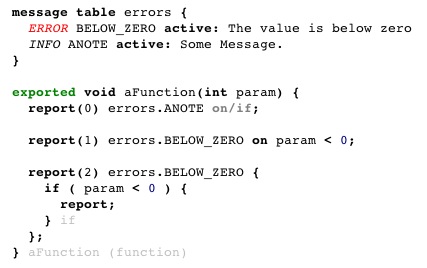 message table errors {
  ERROR BELOW_ZERO active: The value is below zero
  INFO ANOTE active: Some Message.
}
exported void aFunction(int param) {
  report(0) errors.ANOTE on/if;
  report(1) errors.BELOW_ZERO on param < 0;
  report(2) errors.BELOW_ZERO {
    if ( param < 0 ) {
      report;
    } if
  };
} aFunction (function)